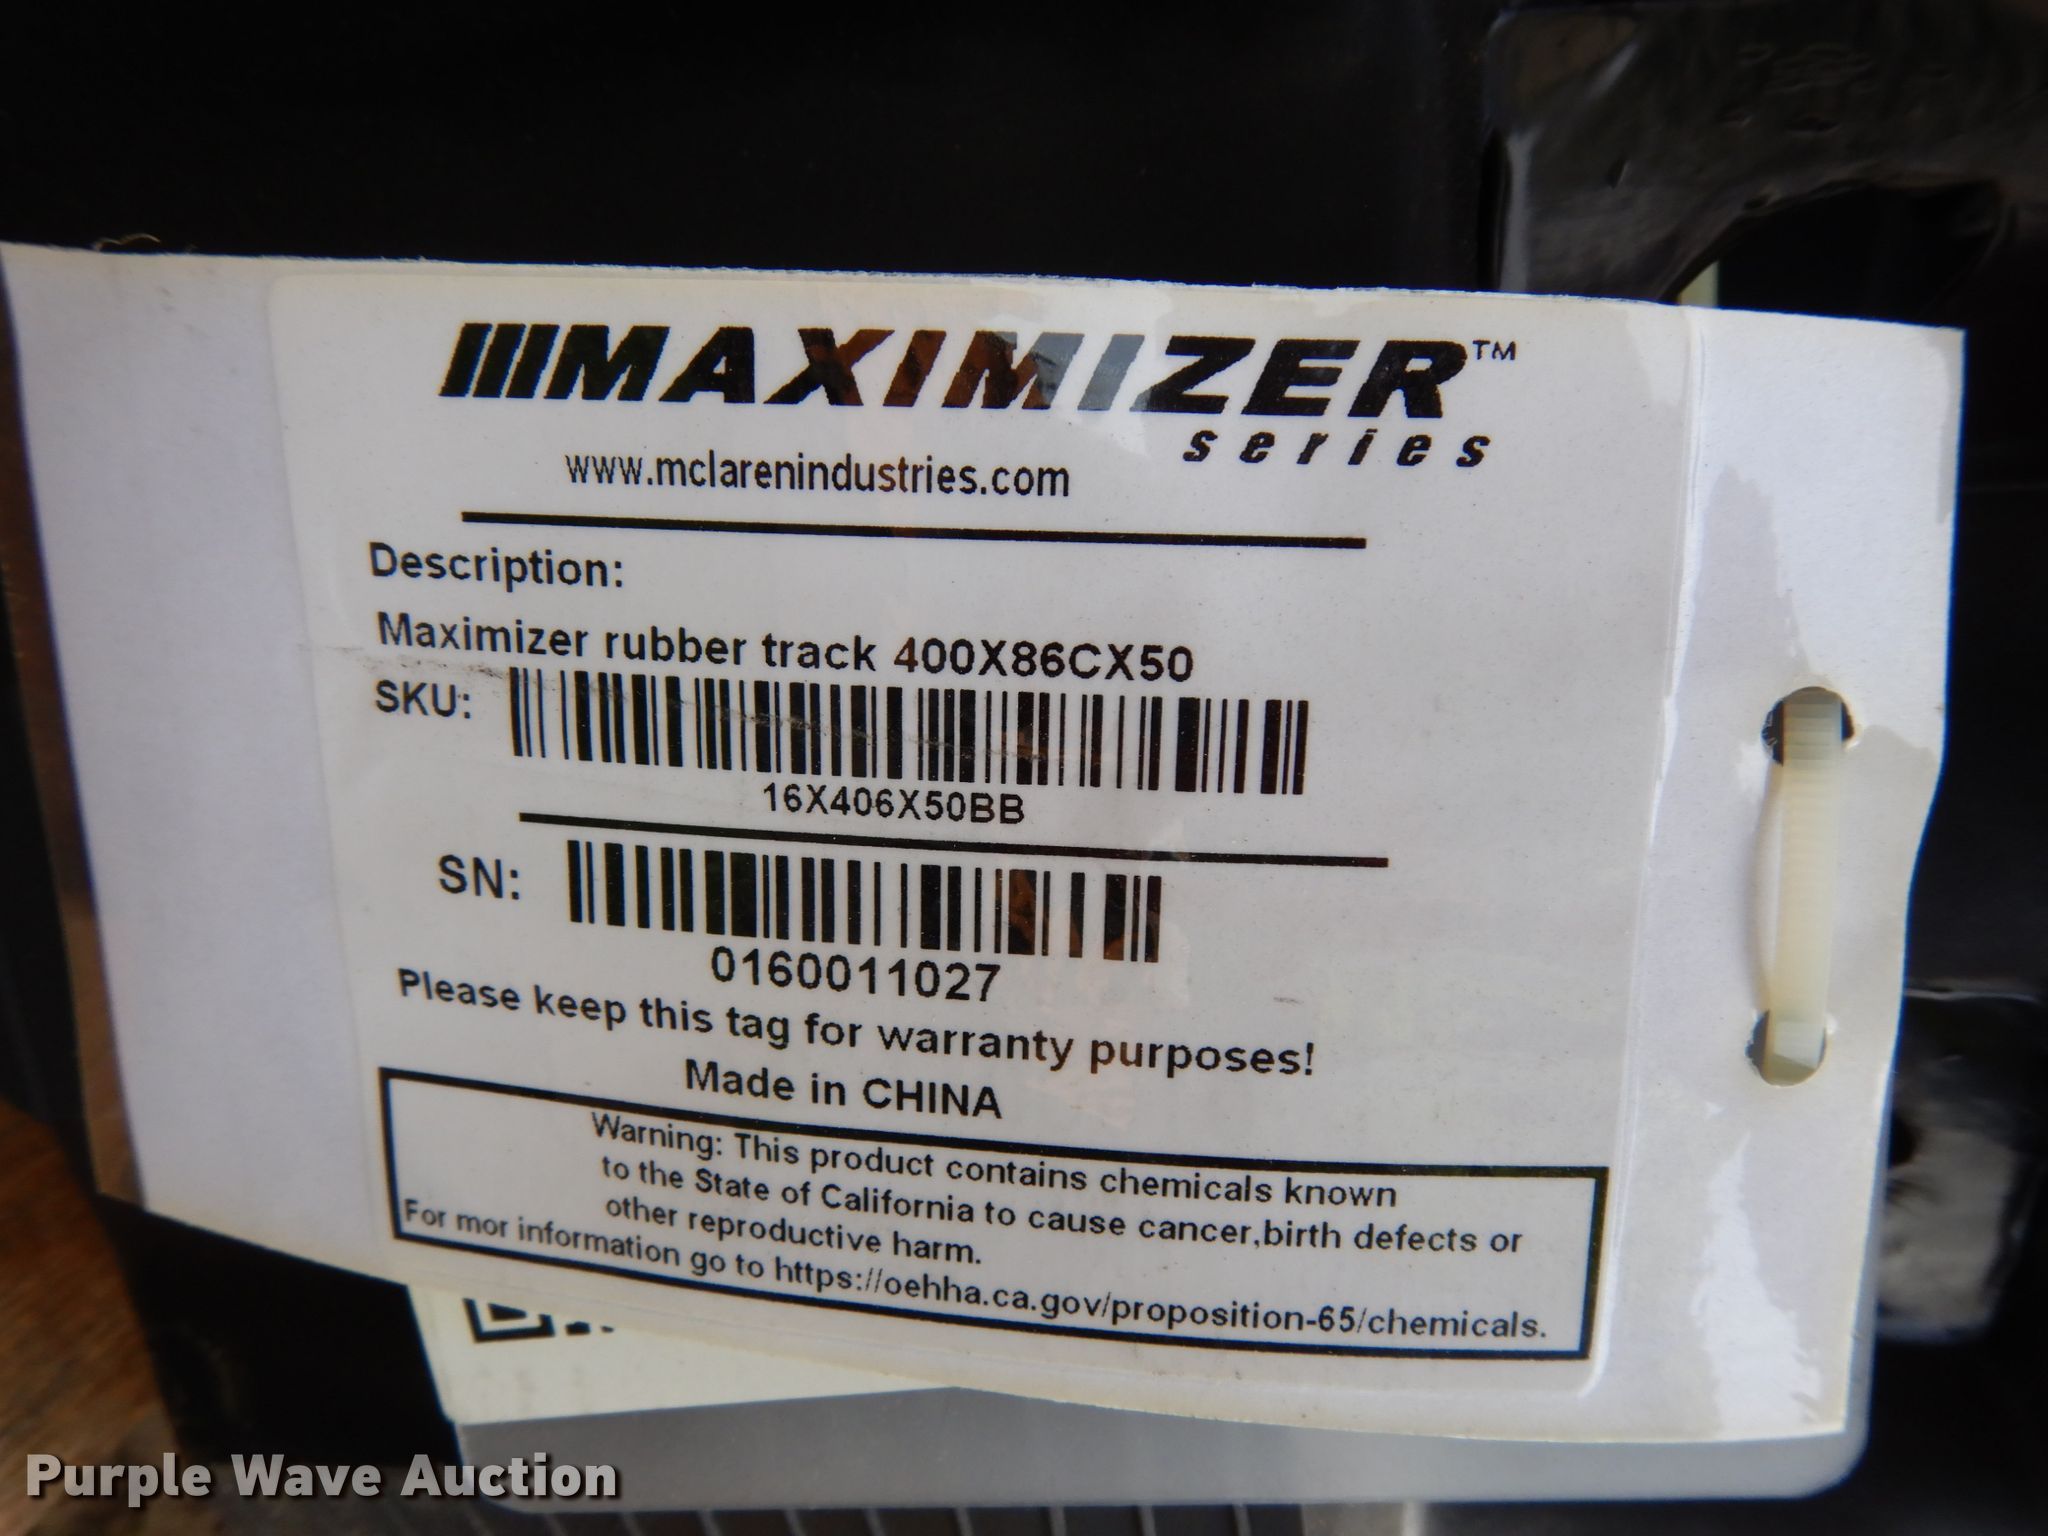 MAXIMIZER™
series
www.mclarenindustries.com
Description:
Maximizer rubber track 400X86CX50
SKU:
16X406X50BB
SN:
0160011027
Please keep this tag for warranty purposes!
Made in CHINA
Warning: This product contains chemicals known
to the State of California to cause cancer,birth defects or
other reproductive harm.
For mor information go to https://oehha.ca.gov/proposition-65/chemicals.
Purple Wave Auction